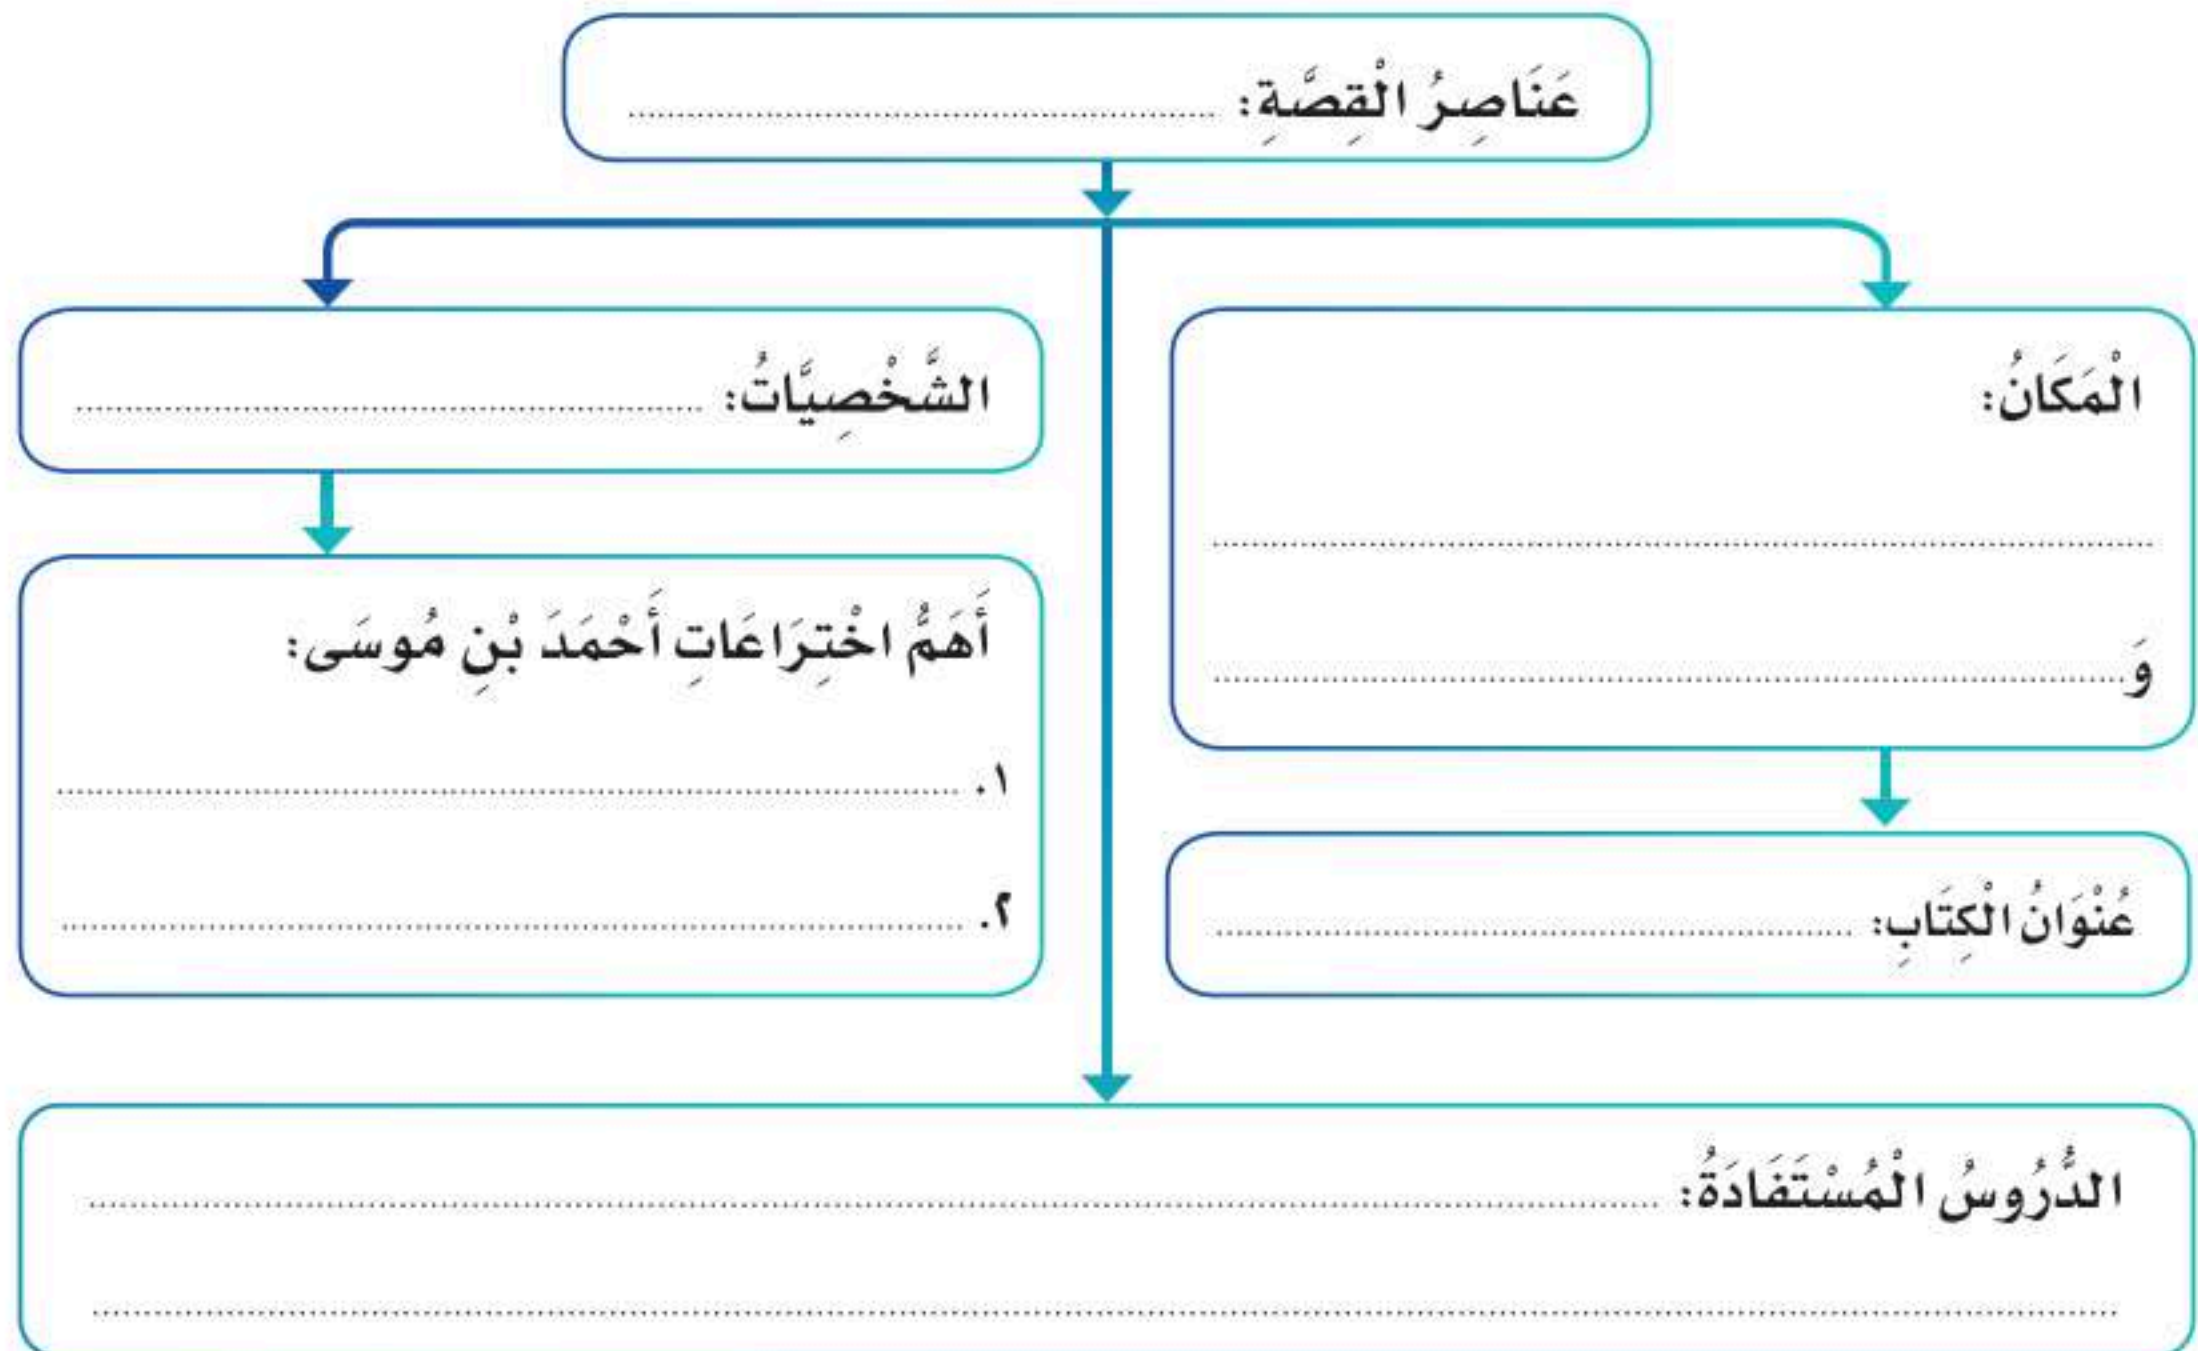 عَنَاصِرُ الْقِصَّةِ: ........................
الْمَكَانُ:
........................
وَ........................
عُنْوَانُ الْكِتَابِ: ........................
الشَّخْصِيَّاتُ: ........................
أَهَمُّ اخْتِرَاعَاتِ أَحْمَدَ بْنِ مُوسَى:
١. ........................
٢. ........................
الدُّرُوسُ الْمُسْتَفَادَةُ: ........................
........................